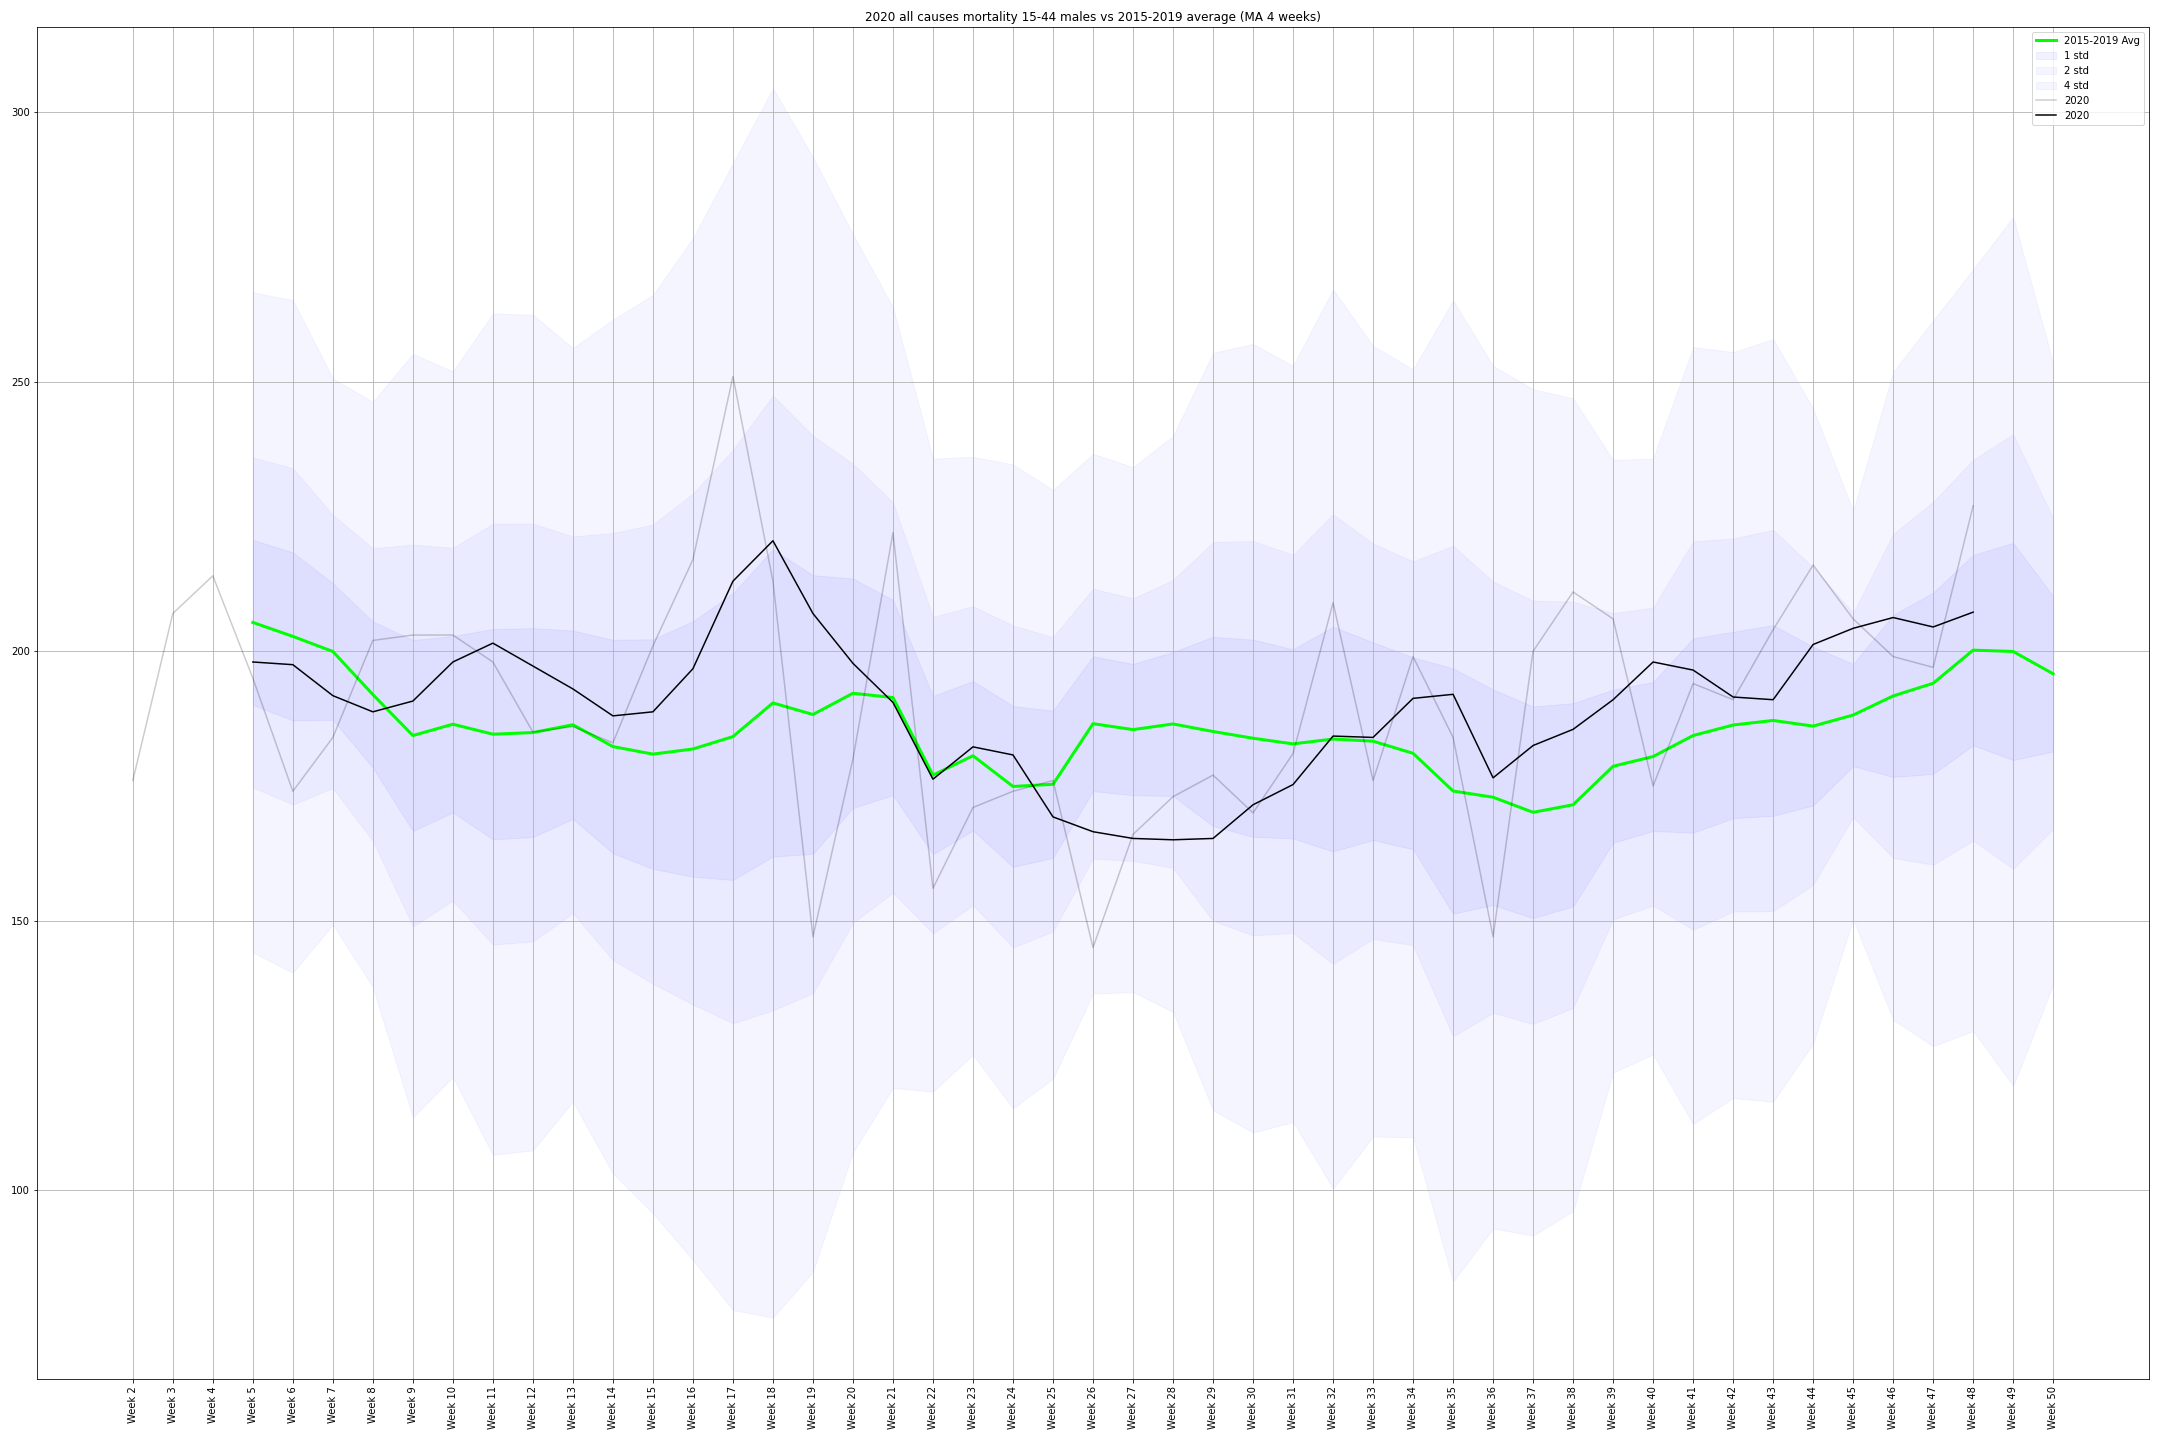 2020 all causes mortality 15-44 males vs 2015-2019 average (MA 4 weeks)
2015-2019 Avg
1 std
2 std
4 std
2020
2020
300
250
200
150
100
Week 2
Week 3
Week 4
Week 5
Week 6
Week 7
Week 8
Week 9
Week 10
Week 11
Week 12
Week 13
Week 14
Week 15
Week 16
Week 17
Week 18
Week 19
Week 20
Week 21
Week 22
Week 23
Week 24
Week 25
Week 26
Week 27
Week 28
Week 29
Week 30
Week 31
Week 32
Week 33
Week 34
Week 35
Week 36
Week 37
Week 38
Week 39
Week 40
Week 41
Week 42
Week 43
Week 44
Week 45
Week 46
Week 47
Week 48
Week 49
Week 50